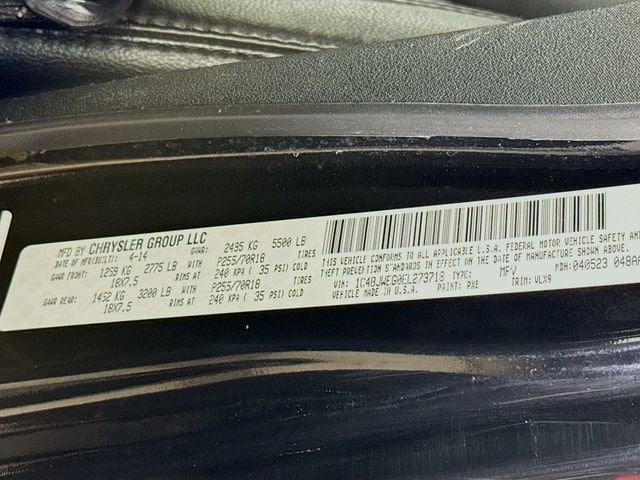 MFD BY CHRYSLER GROUP LLC
DATE OF MFR(BUILT): 4-14 GVWR: 2495 KG 5500 LB
GAWR FRONT: 1259 KG 2775 LB WITH P255/70R18 TIRES
18X7.5 RIMS AT 240 KPA ( 35 PSI) COLD
GAWR REAR: 1452 KG 3200 LB WITH P255/70R18 TIRES
18X7.5 RIMS AT 240 KPA ( 35 PSI) COLD
THIS VEHICLE CONFORMS TO ALL APPLICABLE U.S.A. FEDERAL MOTOR VEHICLE SAFETY AND
THEFT PREVENTION STANDARDS IN EFFECT ON THE DATE OF MANUFACTURE SHOWN ABOVE.
VIN: 1C4BJWEG0EL273718 TYPE: MPV MDH: 040523 048AA
VEHICLE MADE IN U.S.A. PAINT: PX8 TRIM: VLX9